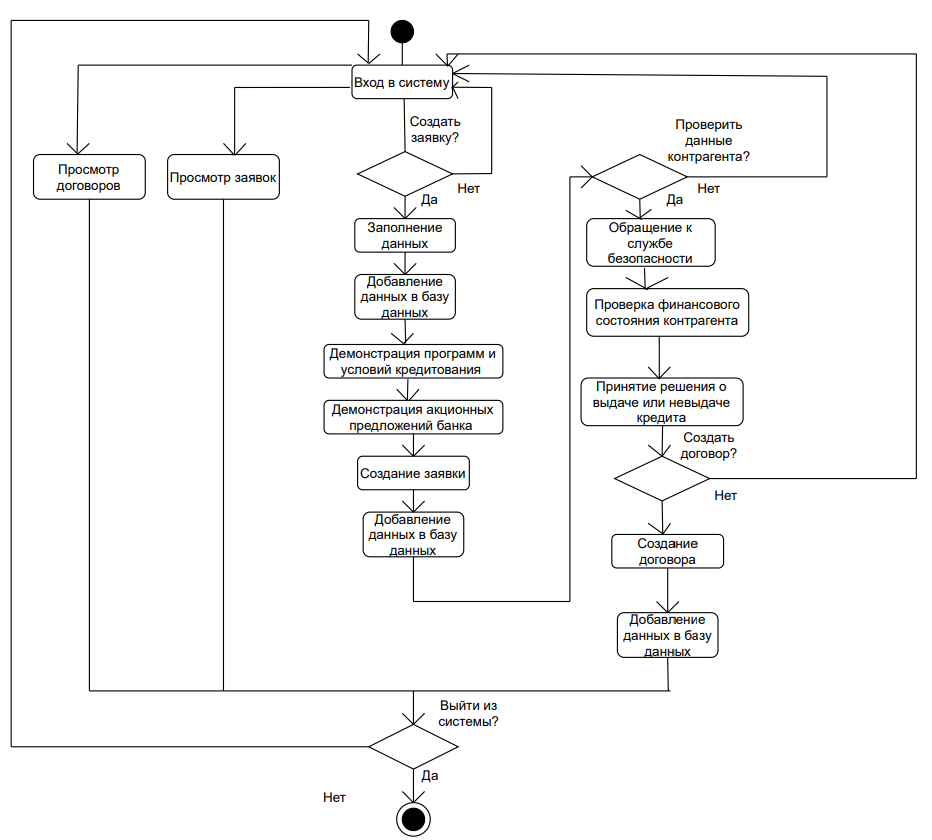 Вход в систему
Просмотр
договоров
Просмотр заявок
Создать
заявку?
Нет
Да
Заполнение
данных
Добавление
данных в базу
данных
Демонстрация программ и
условий кредитования
Демонстрация акционных
предложений банка
Создание заявки
Добавление
данных в базу
данных
Проверить
данные
контрагента?
Нет
Да
Обращение к
службе
безопасности
Проверка финансового
состояния контрагента
Принятие решения о
выдаче или невыдаче
кредита
Создать
договор?
Нет
Создание
договора
Добавление
данных в базу
данных
Выйти из
системы?
Да
Нет